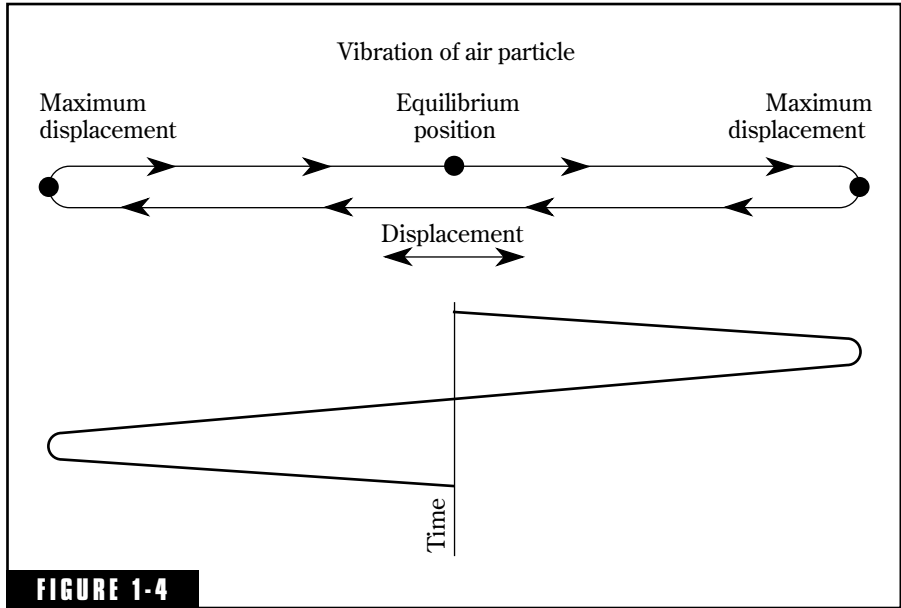 Vibration of air particle
Maximum
displacement
Equilibrium
position
Maximum
displacement
Displacement
Time
FIGURE 1-4